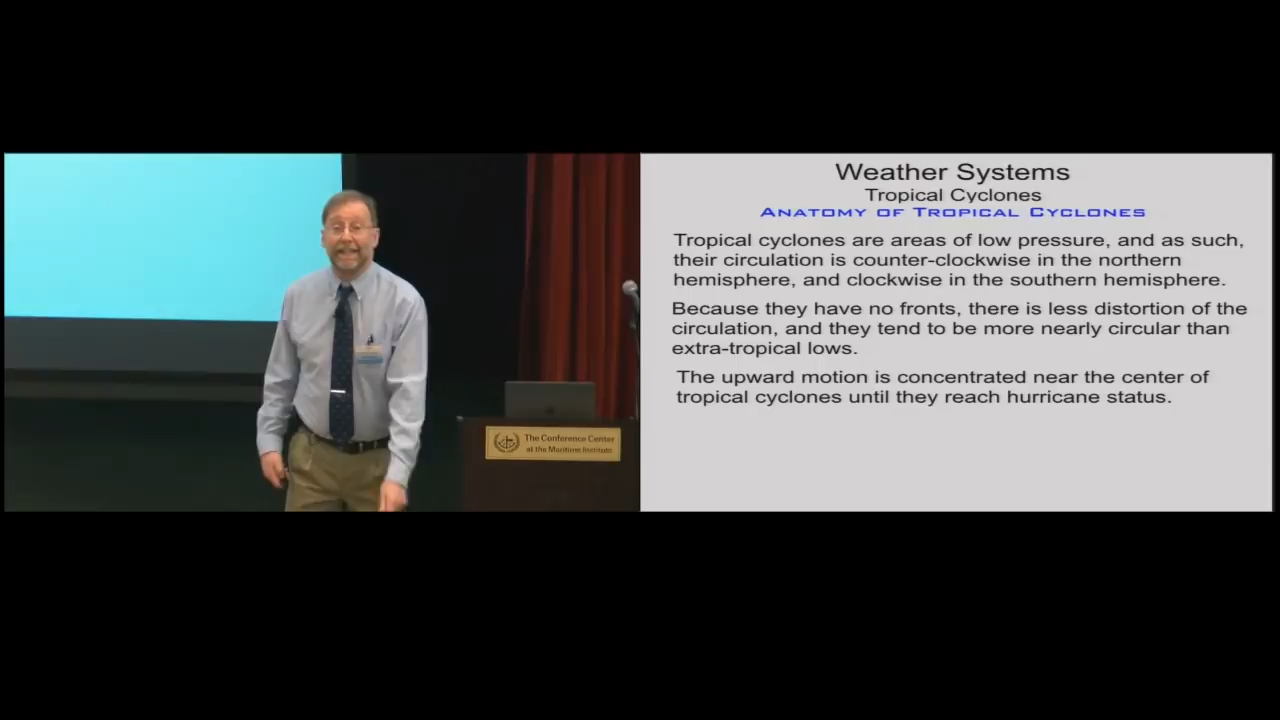 The Conference Center
at the Maritime Institute
Weather Systems
Tropical Cyclones
ANATOMY OF TROPICAL CYCLONES
Tropical cyclones are areas of low pressure, and as such,
their circulation is counter-clockwise in the northern
hemisphere, and clockwise in the southern hemisphere.
Because they have no fronts, there is less distortion of the
circulation, and they tend to be more nearly circular than
extra-tropical lows.
The upward motion is concentrated near the center of
tropical cyclones until they reach hurricane status.